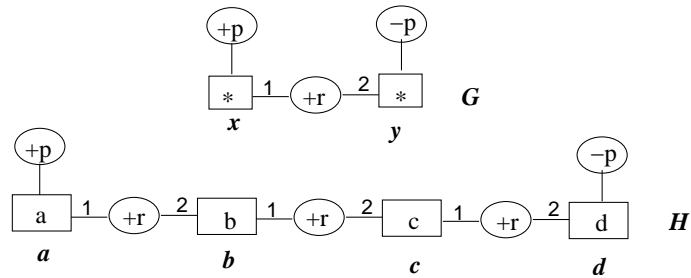 +p −p
* 1 +r 2 * G
x y
+p −p
a 1 +r 2 b 1 +r 2 c 1 +r 2 d H
a b c d